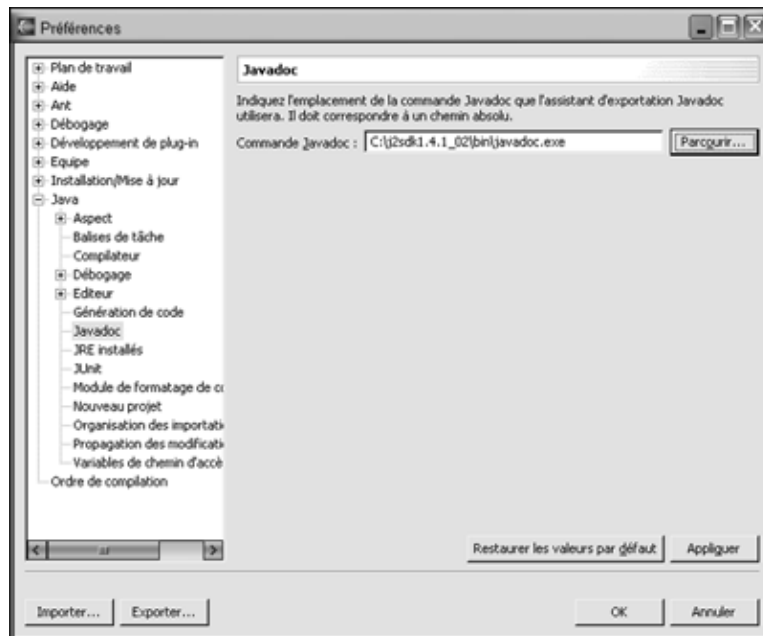 Préférences
Plan de travail
Aide
Ant
Débogage
Développement de plug-in
Equipe
Installation/Mise à jour
Java
Aspect
Balises de tâche
Compilateur
Débogage
Editeur
Génération de code
Javadoc
JRE installés
JUnit
Module de formatage de co
Nouveau projet
Organisation des importati
Propagation des modificati
Variables de chemin d'accè
Ordre de compilation
Javadoc
Indiquez l'emplacement de la commande Javadoc que l'assistant d'exportation Javadoc
utilisera. Il doit correspondre à un chemin absolu.
Commande Javadoc : C:\j2sdk1.4.1_02\bin\javadoc.exe Parcourir...
Restaurer les valeurs par défaut Appliquer
Importer... Exporter... OK Annuler